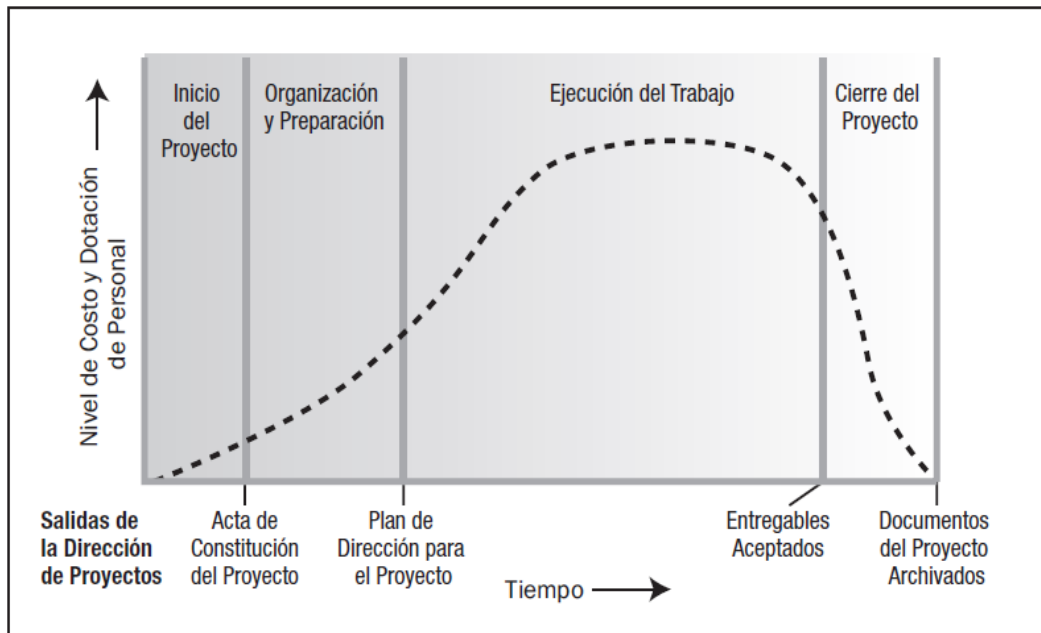 Inicio
del
Proyecto
Organización
y Preparación
Ejecución del Trabajo
Cierre del
Proyecto
Nivel de Costo y Dotación
de Personal
Salidas de
la Dirección
de Proyectos
Acta de
Constitución
del Proyecto
Plan de
Dirección para
el Proyecto
Entregables
Aceptados
Documentos
del Proyecto
Archivados
Tiempo